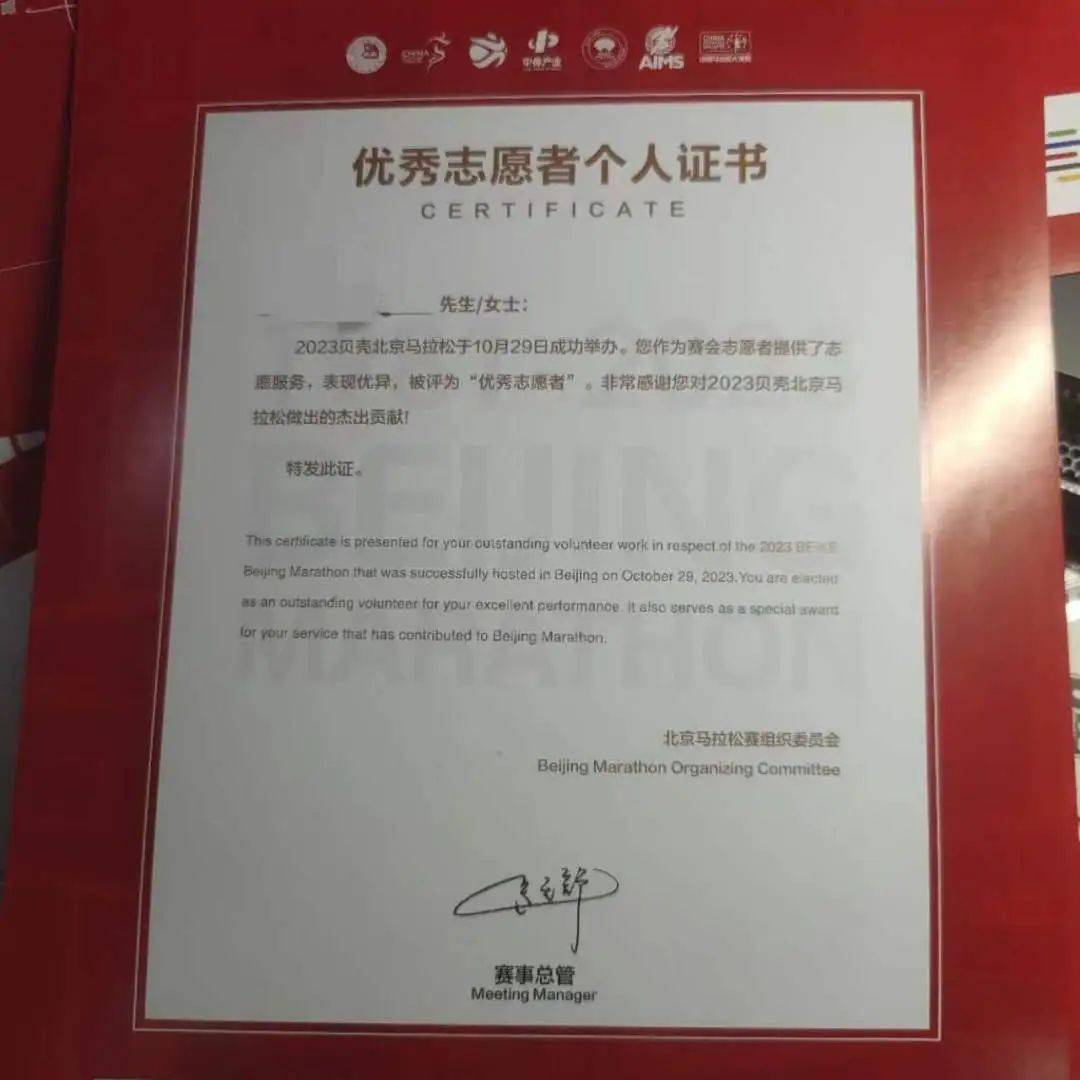 中体产业
AIMS
优秀志愿者个人证书
CERTIFICATE
先生/女士:
2023贝壳北京马拉松于10月29日成功举办。您作为赛会志愿者提供了志
愿服务，表现优异，被评为“优秀志愿者”。非常感谢您对2023贝壳北京马
拉松做出的杰出贡献!
特发此证。
BEIJING
MARATHON
This certificate is presented for your outstanding volunteer work in respect of the 2023 BEIKE
Beijing Marathon that was successfully hosted in Beijing on October 29, 2023.You are elected
as an outstanding volunteer for your excellent performance. It also serves as a special award
for your service that has contributed to Beijing Marathon.
北京马拉松赛组织委员会
Beijing Marathon Organizing Committee
赛事总管
Meeting Manager